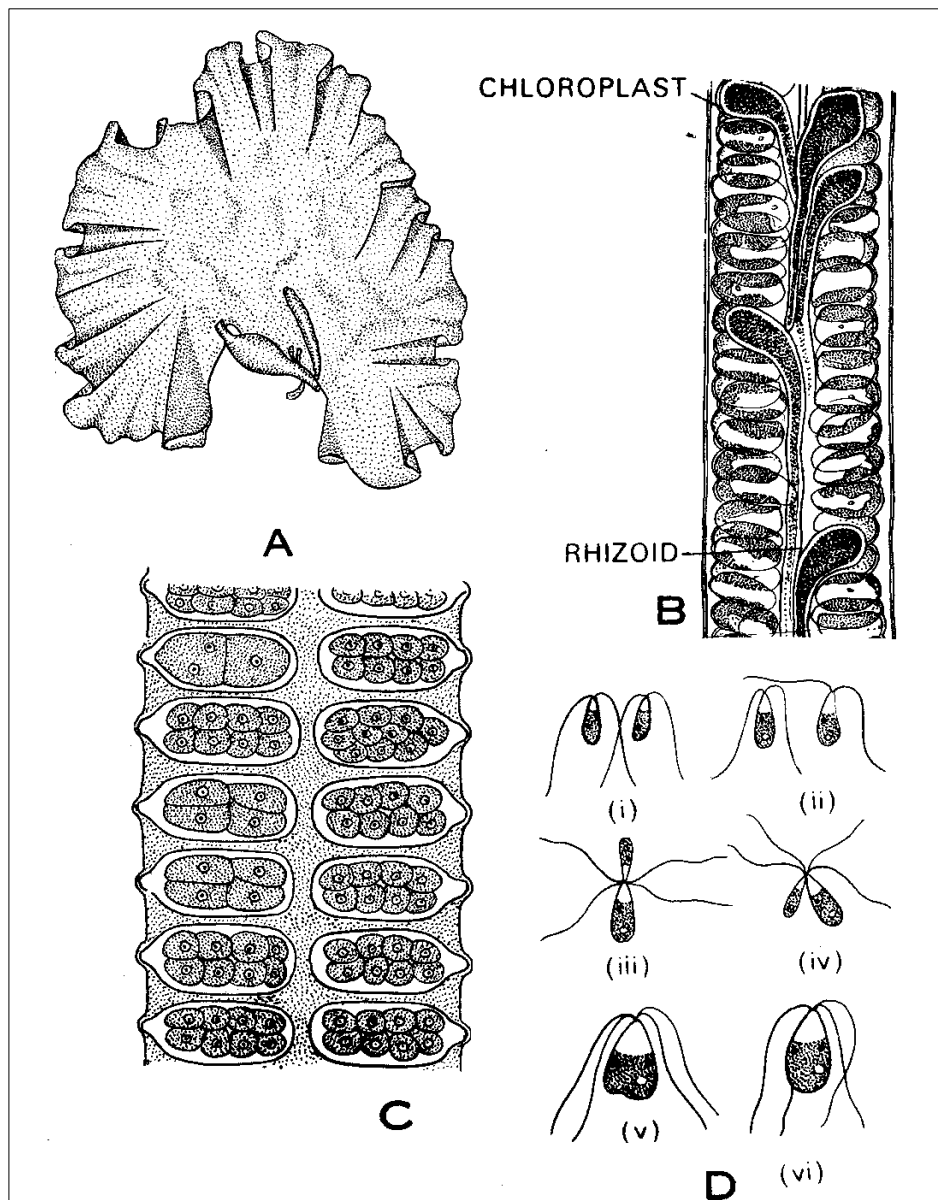 CHLOROPLAST
A
RHIZOID
B
(i)
(ii)
(iii)
(iv)
C
(v)
D
(vi)